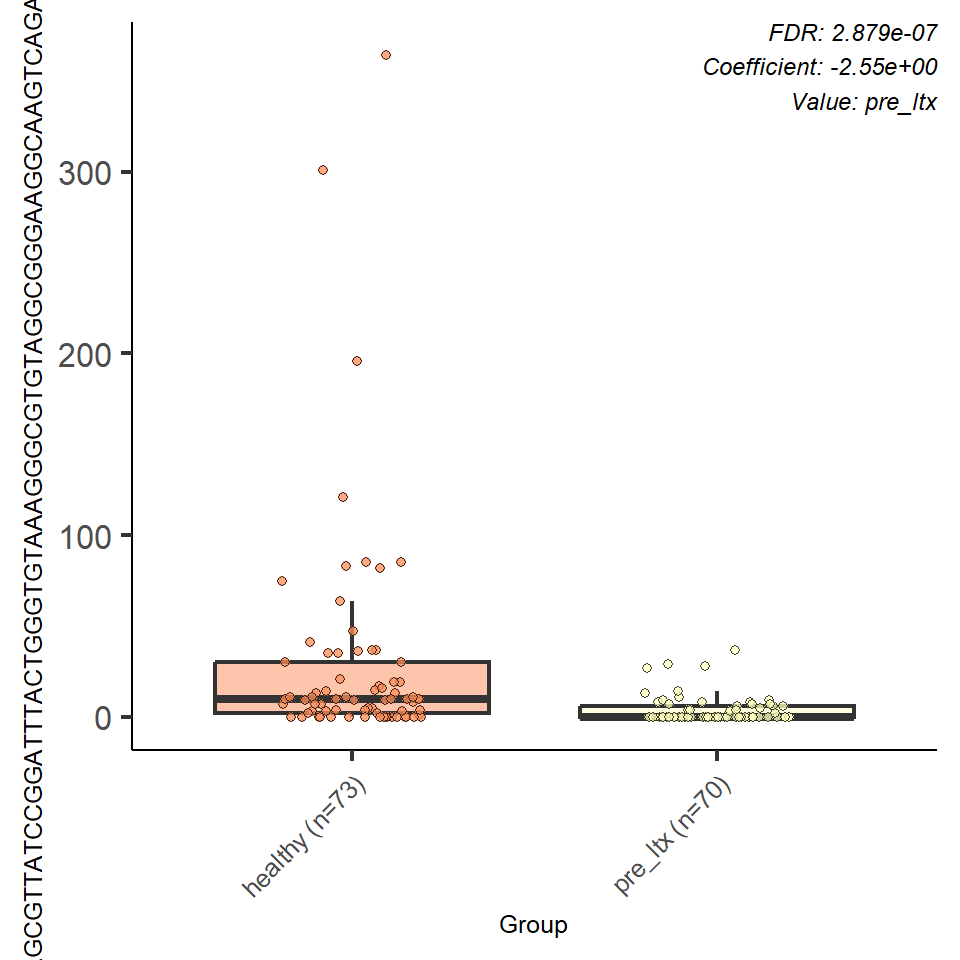 FDR: 2.879e-07
Coefficient: -2.55e+00
Value: pre_ltx
GCGTTATCCGGATTTACTGGGTGTAAAGGGCGTGTAGGCGGGAAGGCAAGTCAGA
300
200
100
0
healthy (n=73)
pre_ltx (n=70)
Group